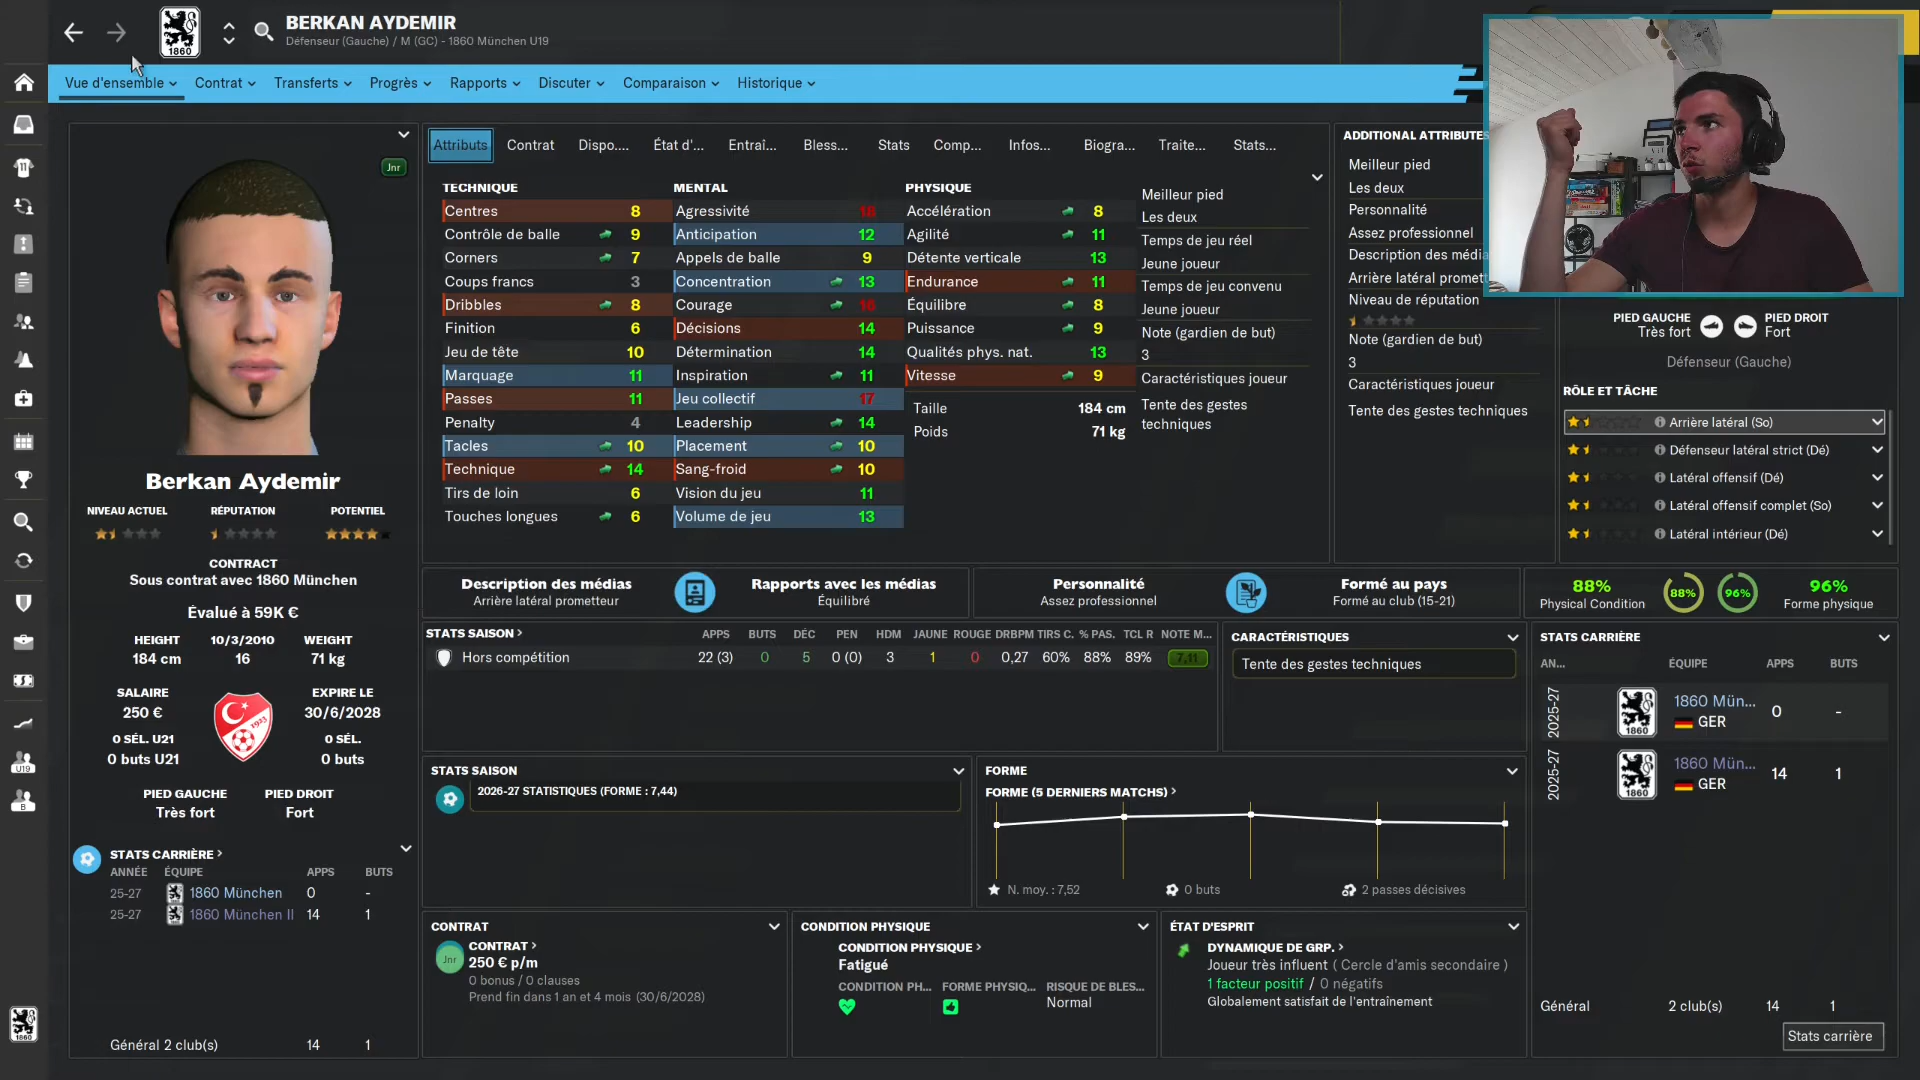 BERKAN AYDEMIR
Défenseur (Gauche) / M (GC) - 1860 München U19
Vue d'ensemble
Contrat
Transferts
Progrès
Rapports
Discuter
Comparaison
Historique
Jnr
Berkan Aydemir
NIVEAU ACTUEL RÉPUTATION POTENTIEL
CONTRACT
Sous contrat avec 1860 München
Évalué à 59K €
HEIGHT 10/3/2010 WEIGHT
184 cm 16 71 kg
SALAIRE EXPIRE LE
250 € 30/6/2028
0 SÉL. U21 0 SÉL.
0 buts U21 0 buts
PIED GAUCHE PIED DROIT
Très fort Fort
STATS CARRIÈRE >
ANNÉE ÉQUIPE APPS BUTS
25-27 1860 München 0 -
25-27 1860 München II 14 1
Général 2 club(s) 14 1
Attributs Contrat Dispo.... État d'... Entraî... Bless... Stats Comp... Infos... Biogra... Traite... Stats...
TECHNIQUE
Centres 8
Contrôle de balle 9
Corners 7
Coups francs 3
Dribbles 8
Finition 6
Jeu de tête 10
Marquage 11
Passes 11
Penalty 4
Tacles 10
Technique 14
Tirs de loin 6
Touches longues 6
MENTAL
Agressivité
Anticipation 12
Appels de balle 9
Concentration 13
Courage
Décisions 14
Détermination 14
Inspiration 11
Jeu collectif 17
Leadership 14
Placement 10
Sang-froid 10
Vision du jeu 11
Volume de jeu 13
PHYSIQUE
Accélération 8
Agilité 11
Détente verticale 13
Endurance 11
Équilibre 8
Puissance 9
Qualités phys. nat. 13
Vitesse 9
Taille 184 cm
Poids 71 kg
Meilleur pied
Les deux
Temps de jeu réel
Jeune joueur
Temps de jeu convenu
Jeune joueur
Note (gardien de but)
3
Caractéristiques joueur
Tente des gestes
techniques
ADDITIONAL ATTRIBUTES
Meilleur pied
Les deux
Personnalité
Assez professionnel
Description des média
Arrière latéral promett
Niveau de réputation
Note (gardien de but)
3
Caractéristiques joueur
Tente des gestes techniques
PIED GAUCHE PIED DROIT
Très fort Fort
Défenseur (Gauche)
RÔLE ET TÂCHE
Arrière latéral (So)
Défenseur latéral strict (Dé)
Latéral offensif (Dé)
Latéral offensif complet (So)
Latéral intérieur (Dé)
Description des médias
Arrière latéral prometteur
Rapports avec les médias
Équilibré
Personnalité
Assez professionnel
Formé au pays
Formé au club (15-21)
88%
Physical Condition
88%
96%
96%
Forme physique
STATS SAISON > APPS BUTS DÉC PEN HDM JAUNE ROUGE DRBPM TIRS C. % PAS. TCL R NOTE M...
Hors compétition 22 (3) 0 5 0 (0) 3 1 0 0,27 60% 88% 89% 7,11
CARACTÉRISTIQUES
Tente des gestes techniques
STATS CARRIÈRE
AN... ÉQUIPE APPS BUTS
2025-27 1860 Mün... 0 -
GER
2025-27 1860 Mün... 14 1
GER
Général 2 club(s) 14 1
Stats carrière
STATS SAISON
2026-27 STATISTIQUES (FORME : 7,44)
FORME
FORME (5 DERNIERS MATCHS) >
N. moy. : 7,52 0 buts 2 passes décisives
CONTRAT
Jnr
CONTRAT >
250 € p/m
0 bonus / 0 clauses
Prend fin dans 1 an et 4 mois (30/6/2028)
CONDITION PHYSIQUE
CONDITION PHYSIQUE >
Fatigué
CONDITION PH... FORME PHYSIQ... RISQUE DE BLES...
Normal
ÉTAT D'ESPRIT
DYNAMIQUE DE GRP. >
Joueur très influent ( Cercle d'amis secondaire )
1 facteur positif / 0 négatifs
Globalement satisfait de l'entraînement
1860
1923
U19
B